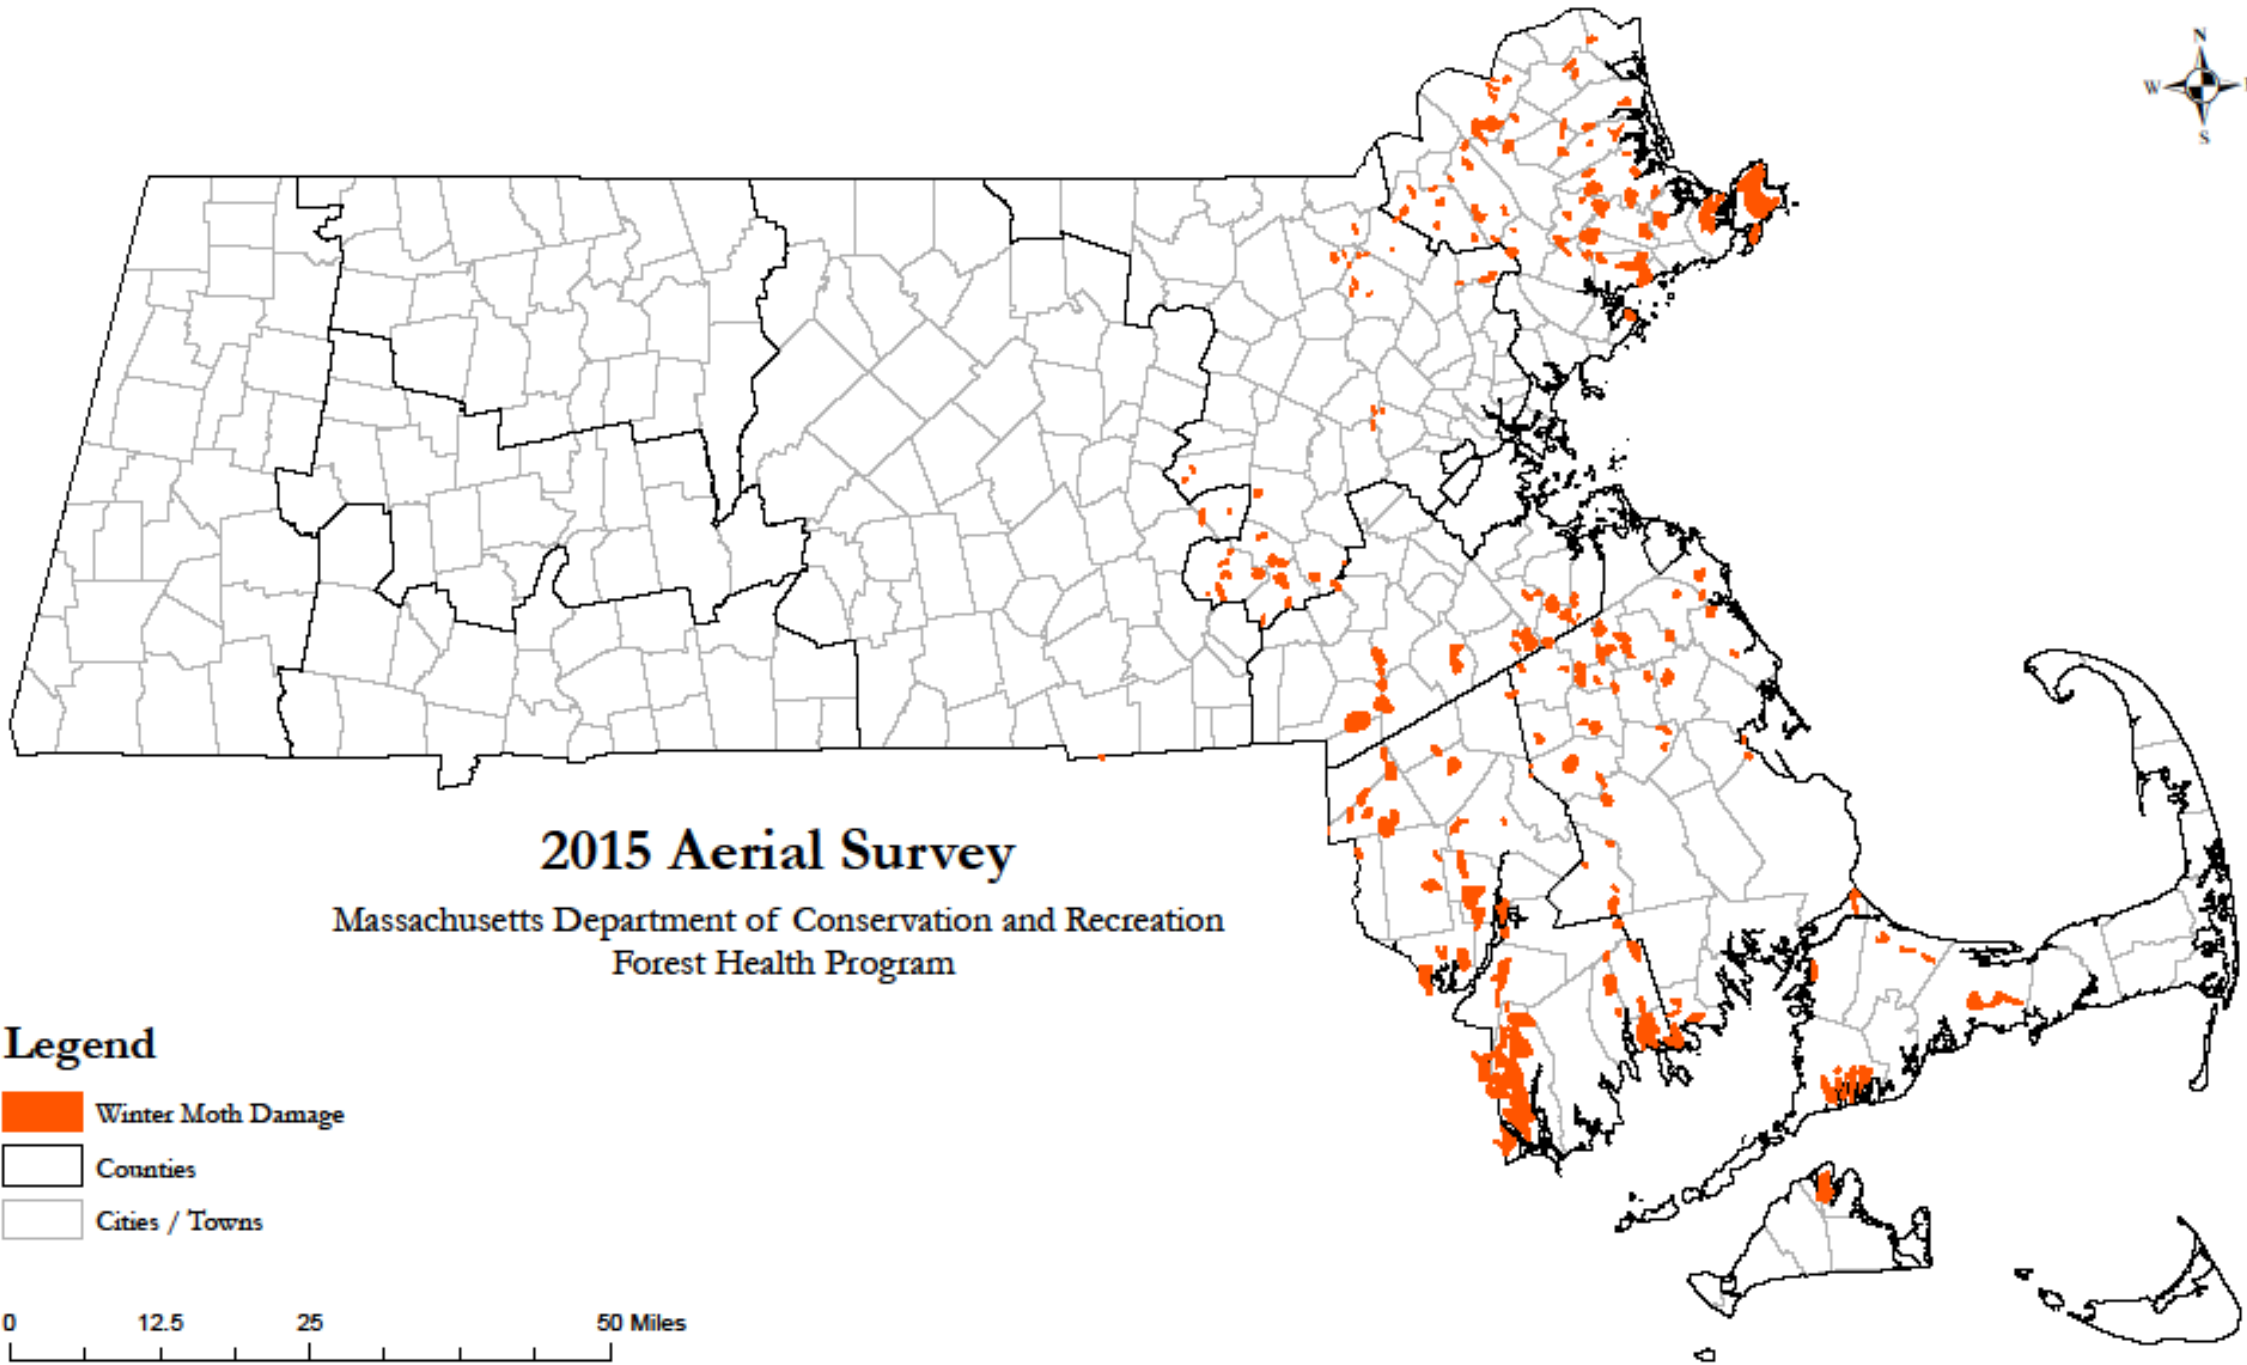 N
W
S
2015 Aerial Survey
Massachusetts Department of Conservation and Recreation
Forest Health Program
Legend
Winter Moth Damage
Counties
Cities / Towns
0 12.5 25 50 Miles